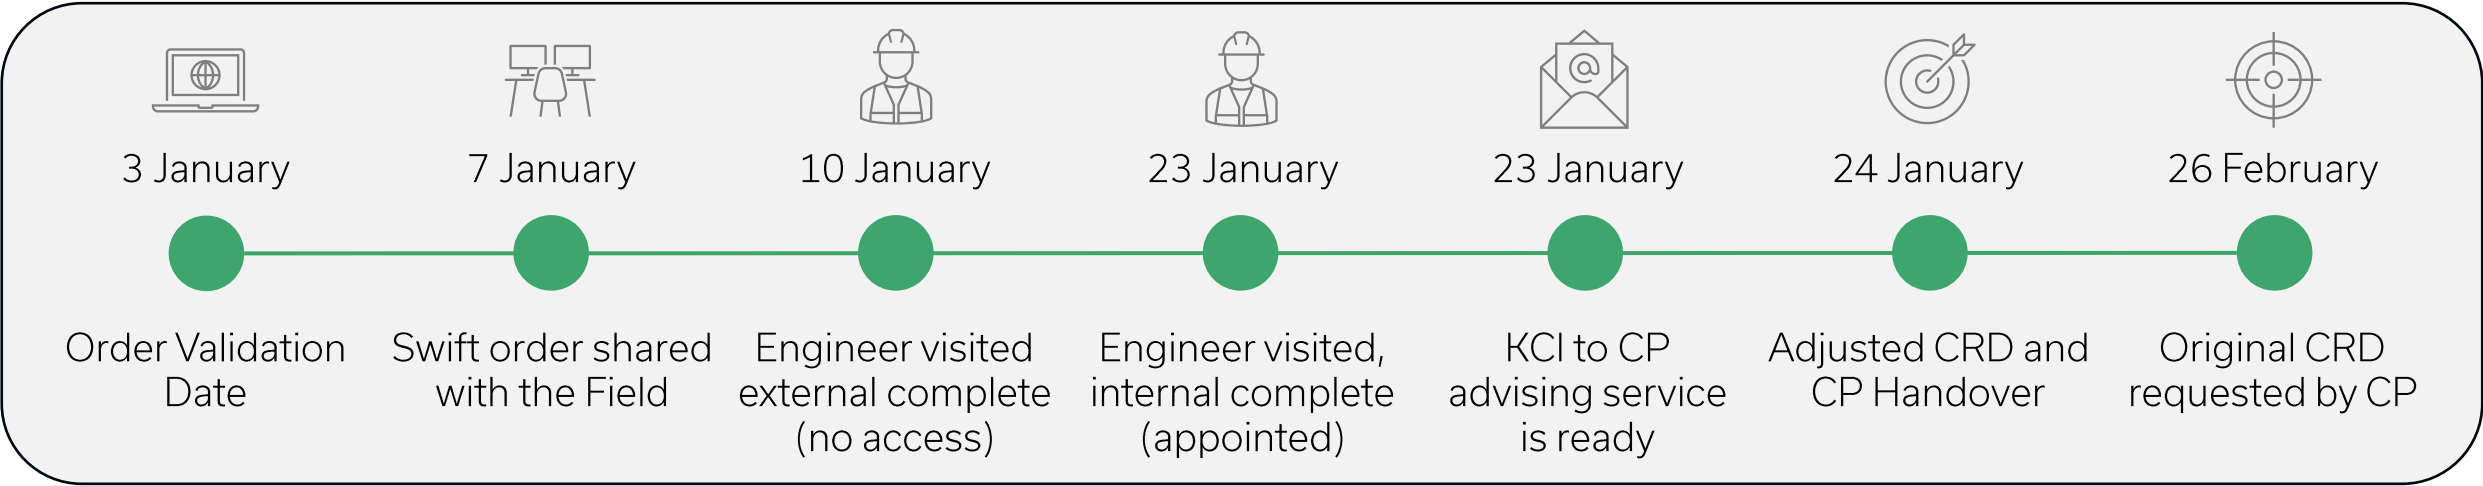 3 January
Order Validation
Date
7 January
Swift order shared
with the Field
10 January
Engineer visited
external complete
(no access)
23 January
Engineer visited,
internal complete
(appointed)
23 January
KCI to CP
advising service
is ready
24 January
Adjusted CRD and
CP Handover
26 February
Original CRD
requested by CP